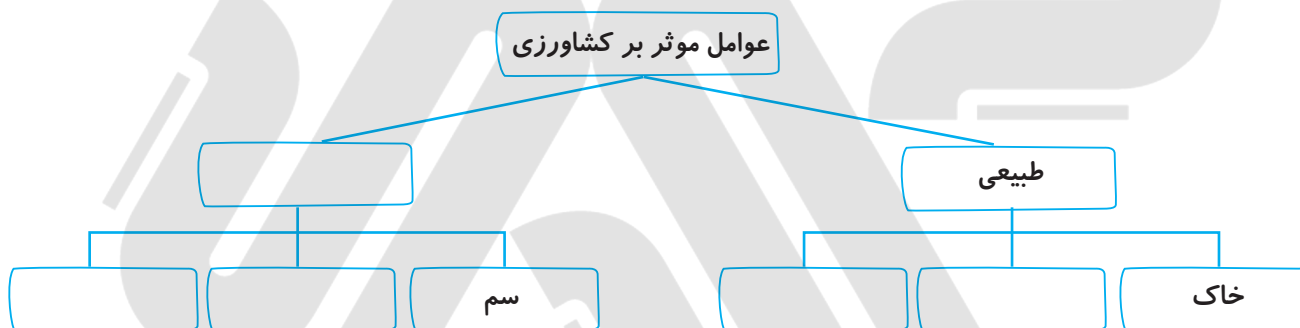 عوامل موثر بر کشاورزی
طبیعی
خاک
سم